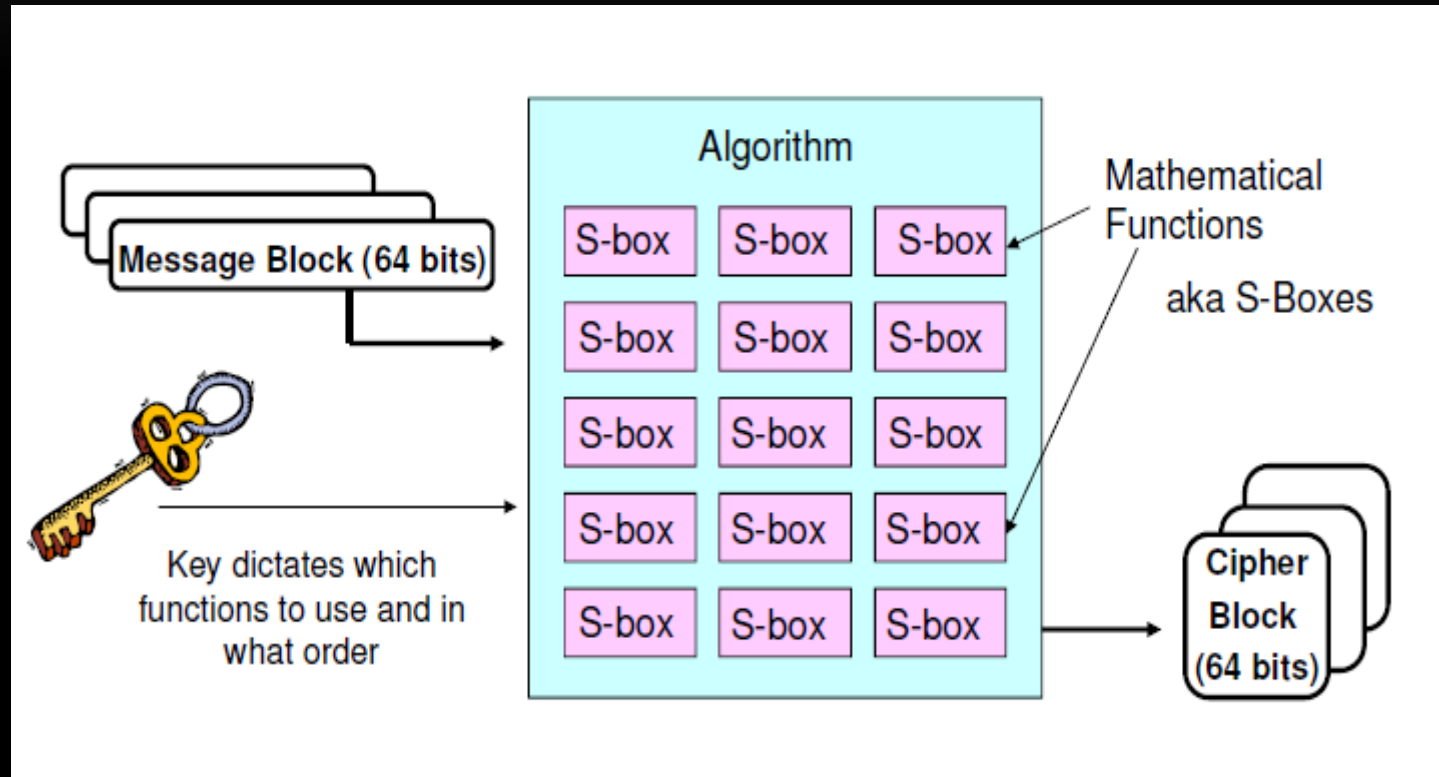 Algorithm
Message Block (64 bits)
S-box S-box S-box
S-box S-box S-box
S-box S-box S-box
S-box S-box S-box
S-box S-box S-box
Mathematical
Functions
aka S-Boxes
Key dictates which
functions to use and in
what order
Cipher
Block
(64 bits)